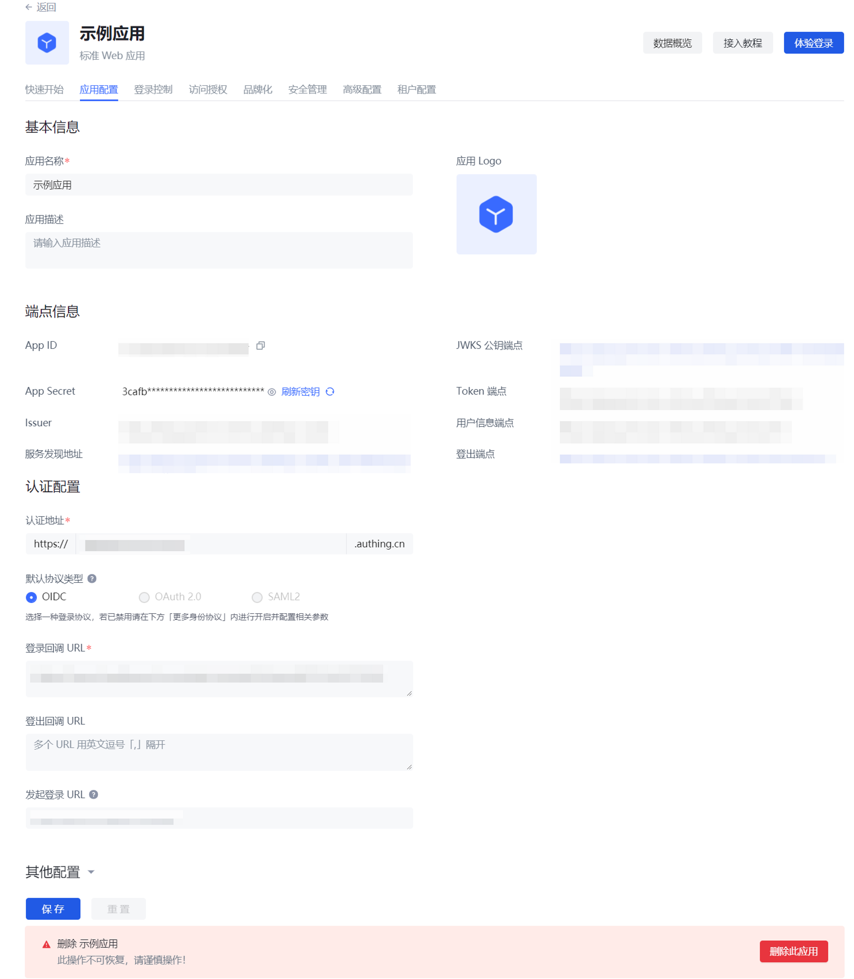 返回
示例应用
标准 Web 应用
数据概览
接入教程
体验登录
快速开始 应用配置 登录控制 访问授权 品牌化 安全管理 高级配置 租户配置
基本信息
应用名称*
示例应用
应用描述
请输入应用描述
应用 Logo
端点信息
App ID
App Secret 3cafb*************************** 刷新密钥
Issuer
服务发现地址
JWKS 公钥端点
Token 端点
用户信息端点
登出端点
认证配置
认证地址*
https:// .authing.cn
默认协议类型
OIDC OAuth 2.0 SAML2
选择一种登录协议，若已禁用请在下方「更多身份协议」内进行开启并配置相关参数
登录回调 URL*
登出回调 URL
多个 URL 用英文逗号「,」隔开
发起登录 URL
其他配置
保存 重置
删除 示例应用
此操作不可恢复，请谨慎操作！
删除此应用